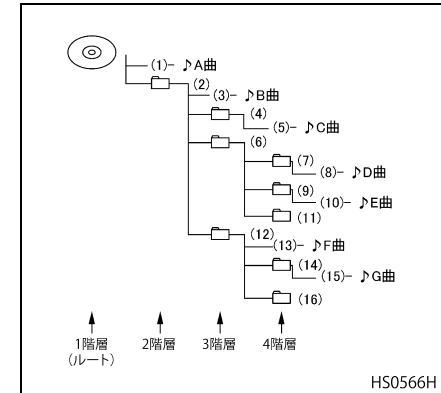 (1)- ♪A曲
(2)
(3)- ♪B曲
(4)
(5)- ♪C曲
(6)
(7)
(8)- ♪D曲
(9)
(10)- ♪E曲
(11)
(12)
(13)- ♪F曲
(14)
(15)- ♪G曲
(16)
1階層
(ルート)
2階層
3階層
4階層
HS0566H